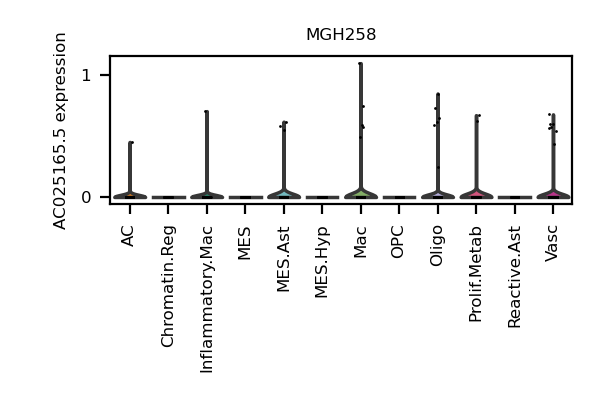 MGH258
AC025165.5 expression
1
0
AC
Chromatin.Reg
Inflammatory.Mac
MES
MES.Ast
MES.Hyp
Mac
OPC
Oligo
Prolif.Metab
Reactive.Ast
Vasc